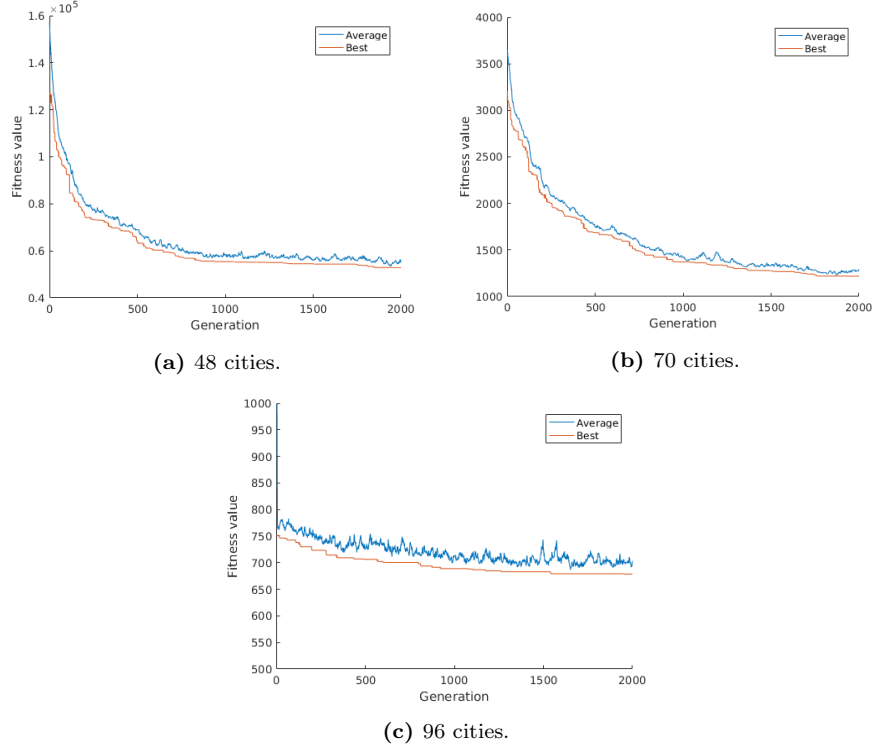 × 10⁵
1.6
1.4
1.2
1
0.8
0.6
0.4
0 500 1000 1500 2000
Fitness value
Generation
Average
Best
(a) 48 cities.
4000
3500
3000
2500
2000
1500
1000
0 500 1000 1500 2000
Fitness value
Generation
Average
Best
(b) 70 cities.
1000
950
900
850
800
750
700
650
600
550
500
0 500 1000 1500 2000
Fitness value
Generation
Average
Best
(c) 96 cities.